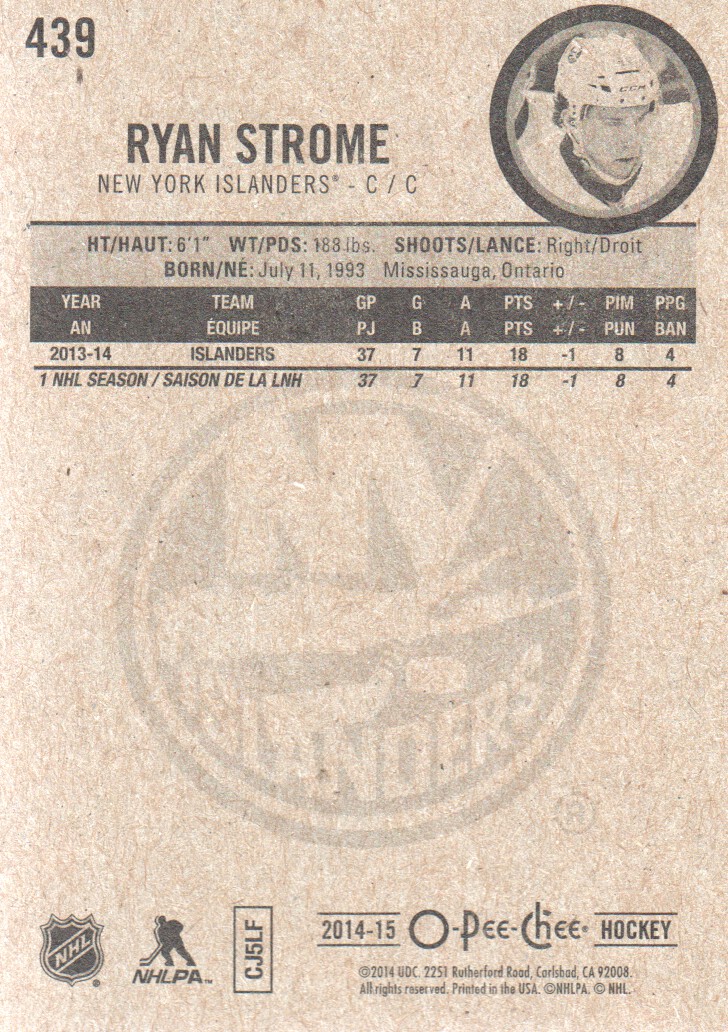 439
CCM
RYAN STROME
NEW YORK ISLANDERS® - C / C
HT/HAUT: 6'1" WT/PDS: 188 lbs. SHOOTS/LANCE: Right/Droit
BORN/NÉ: July 11, 1993 Mississauga, Ontario
YEAR TEAM GP G A PTS +/- PIM PPG
AN ÉQUIPE PJ B A PTS +/- PUN BAN
2013-14 ISLANDERS 37 7 11 18 -1 8 4
1 NHL SEASON / SAISON DE LA LNH 37 7 11 18 -1 8 4
NY
ISLANDERS
©
NHL ®
NHLPA™
CJ5LF
2014-15 O-Pee-Chee® HOCKEY
©2014 UDC. 2251 Rutherford Road, Carlsbad, CA 92008.
All rights reserved. Printed in the USA. ©NHLPA. © NHL.